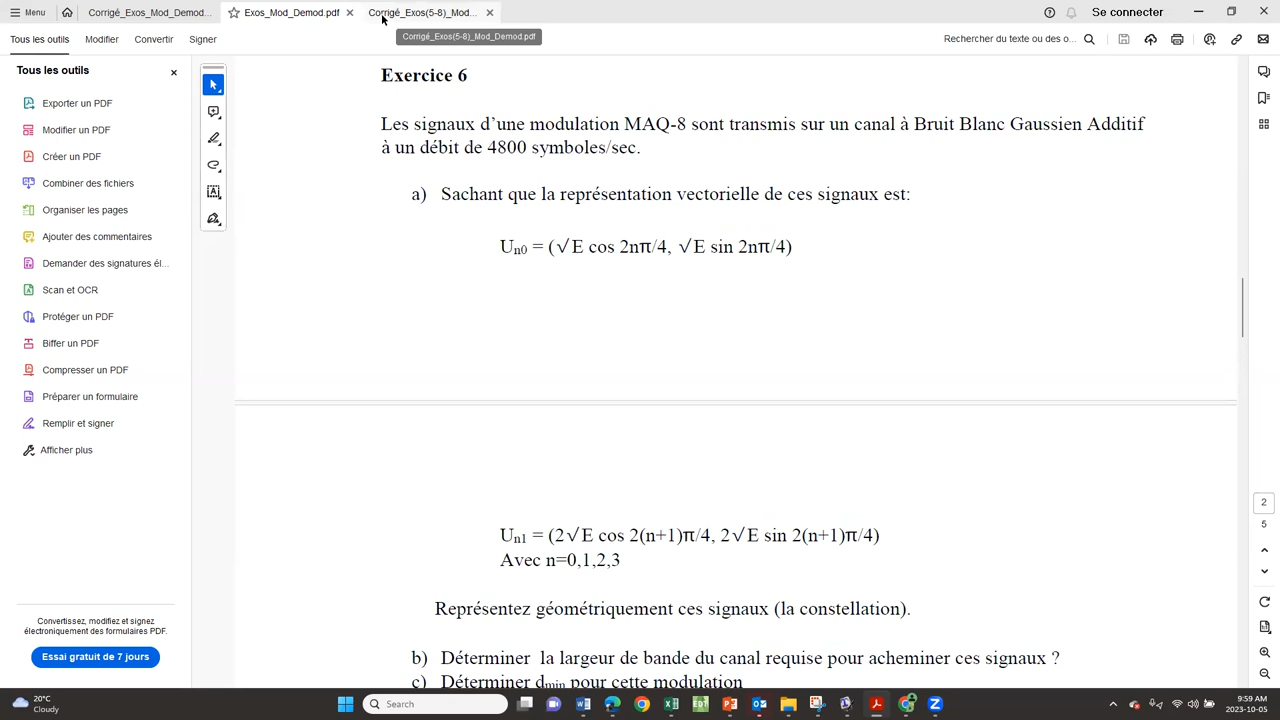 Menu
Corrigé_Exos_Mod_Demod...
Exos_Mod_Demod.pdf
Corrigé_Exos(5-8)_Mod...
Se connecter
Corrigé_Exos(5-8)_Mod_Demod.pdf
Tous les outils
Modifier
Convertir
Signer
Rechercher du texte ou des o...
Tous les outils
Exporter un PDF
Modifier un PDF
Créer un PDF
Combiner des fichiers
Organiser les pages
Ajouter des commentaires
Demander des signatures él...
Scan et OCR
Protéger un PDF
Biffer un PDF
Compresser un PDF
Préparer un formulaire
Remplir et signer
Afficher plus
Convertissez, modifiez et signez
électroniquement des formulaires PDF.
Essai gratuit de 7 jours
Exercice 6
Les signaux d’une modulation MAQ-8 sont transmis sur un canal à Bruit Blanc Gaussien Additif
à un débit de 4800 symboles/sec.
a) Sachant que la représentation vectorielle de ces signaux est:
Un0 = (√E cos 2nπ/4, √E sin 2nπ/4)
Un1 = (2√E cos 2(n+1)π/4, 2√E sin 2(n+1)π/4)
Avec n=0,1,2,3
Représentez géométriquement ces signaux (la constellation).
b) Déterminer la largeur de bande du canal requise pour acheminer ces signaux ?
c) Déterminer dmin pour cette modulation
2
5
20°C
Cloudy
Search
9:59 AM
2023-10-05